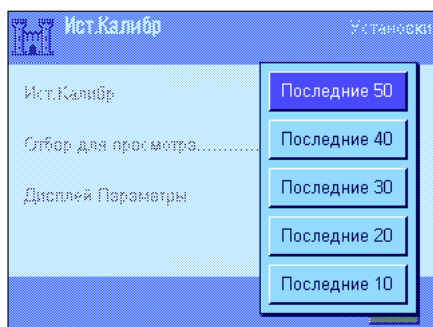 Ист.Калибр
Установки
Ист.Калибр
Отбор для просмотра............
Дисплей Параметры
Последние 50
Последние 40
Последние 30
Последние 20
Последние 10